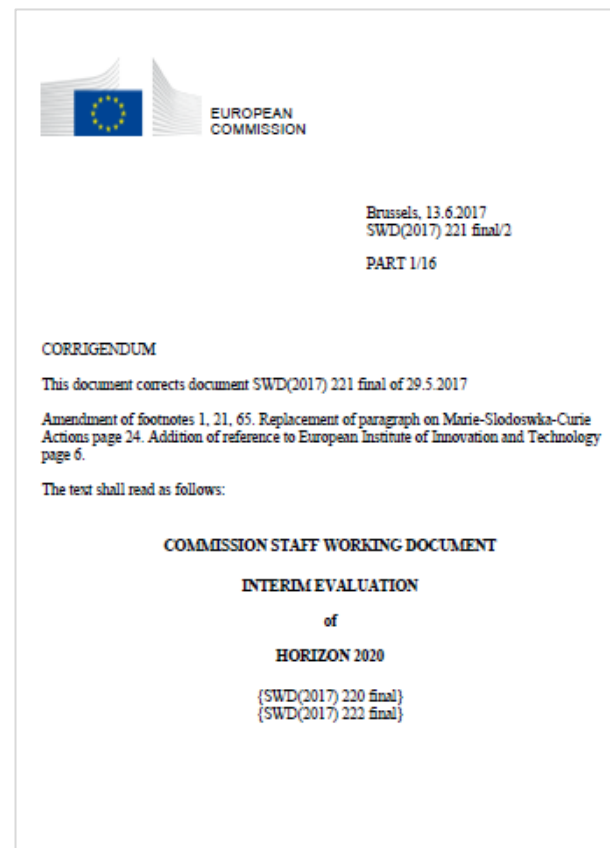 EUROPEAN
COMMISSION
Brussels, 13.6.2017
SWD(2017) 221 final/2
PART 1/16
CORRIGENDUM
This document corrects document SWD(2017) 221 final of 29.5.2017
Amendment of footnotes 1, 21, 65. Replacement of paragraph on Marie-Slodoswka-Curie
Actions page 24. Addition of reference to European Institute of Innovation and Technology
page 6.
The text shall read as follows:
COMMISSION STAFF WORKING DOCUMENT
INTERIM EVALUATION
of
HORIZON 2020
{SWD(2017) 220 final}
{SWD(2017) 222 final}